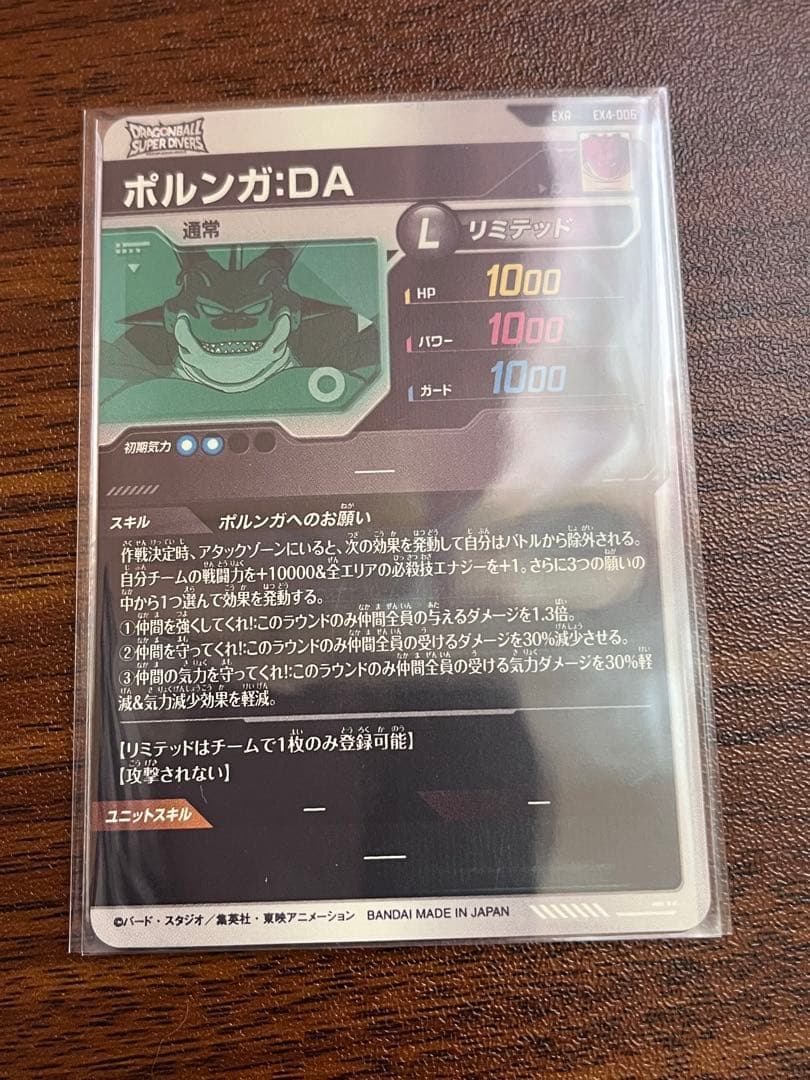 DRAGONBALL
SUPER DIVERS
EXR EX4-006
ポルンガ:DA
通常
L リミテッド
HP 1000
パワー 1000
ガード 1000
初期気力
—
スキル ポルンガへのお願い
作戦決定時、アタックゾーンにいると、次の効果を発動して自分はバトルから除外される。
自分チームの戦闘力を+10000&全エリアの必殺技エナジーを+1。さらに3つの願いの
中から1つ選んで効果を発動する。
①仲間を強くしてくれ!:このラウンドのみ仲間全員の与えるダメージを1.3倍。
②仲間を守ってくれ!:このラウンドのみ仲間全員の受けるダメージを30%減少させる。
③仲間の気力を守ってくれ!:このラウンドのみ仲間全員の受ける気力ダメージを30%軽
減&気力減少効果を軽減。
【リミテッドはチームで1枚のみ登録可能】
【攻撃されない】
ユニットスキル — —
—
©バード・スタジオ/集英社・東映アニメーション BANDAI MADE IN JAPAN